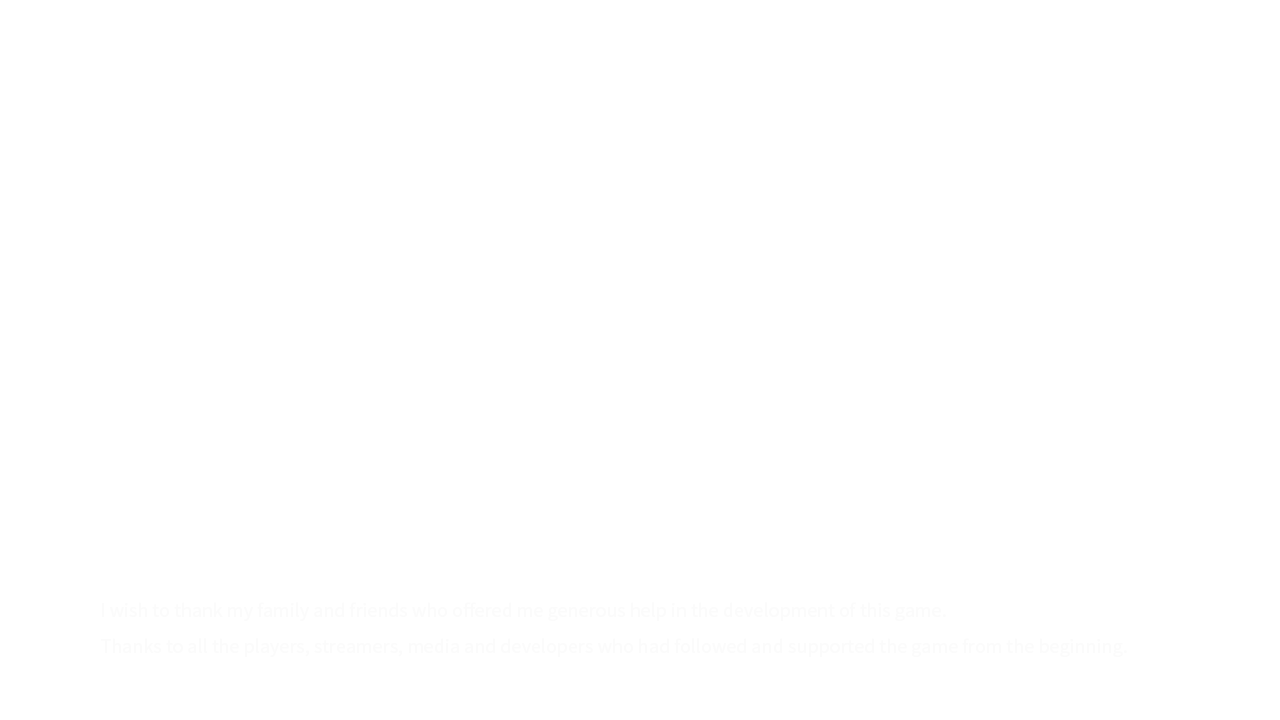 I wish to thank my family and friends who offered me generous help in the development of this game.
Thanks to all the players, streamers, media and developers who had followed and supported the game from the beginning.